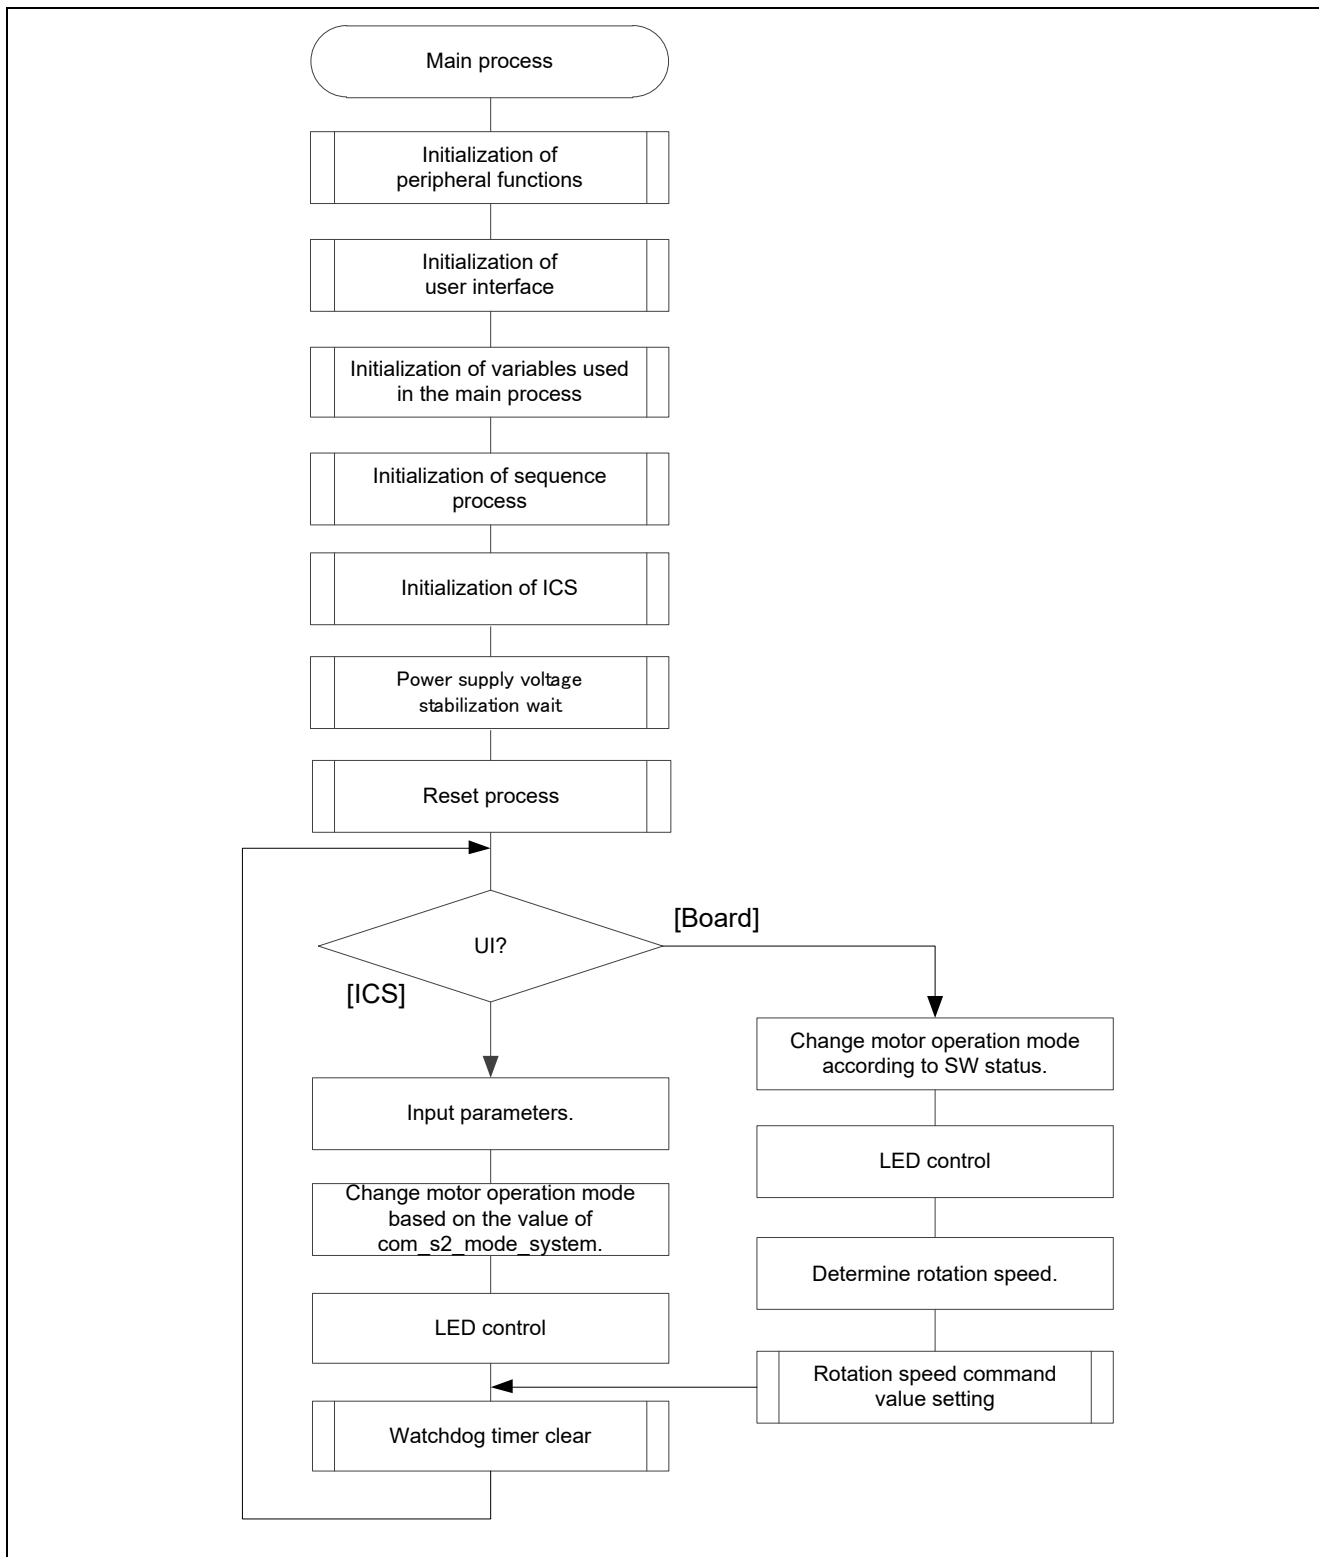 Main process
Initialization of
peripheral functions
Initialization of
user interface
Initialization of variables used
in the main process
Initialization of sequence
process
Initialization of ICS
Power supply voltage
stabilization wait
Reset process
UI?
[Board]
[ICS]
Input parameters.
Change motor operation mode
based on the value of
com_s2_mode_system.
LED control
Change motor operation mode
according to SW status.
LED control
Determine rotation speed.
Rotation speed command
value setting
Watchdog timer clear